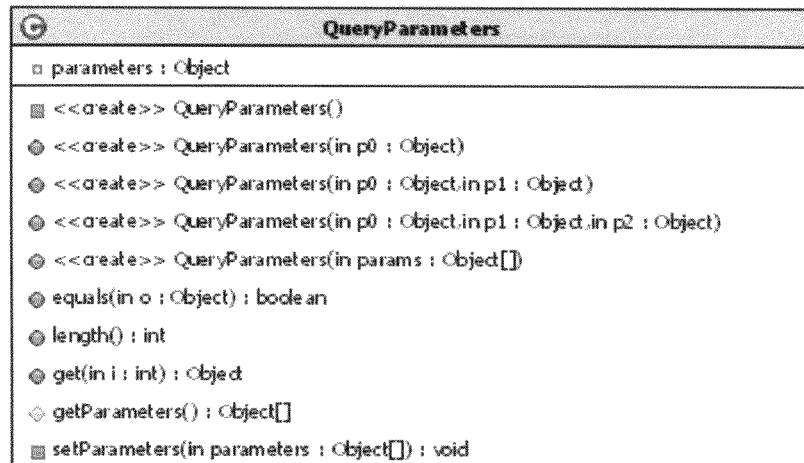 QueryParameters
parameters : Object
<<create>> QueryParameters()
<<create>> QueryParameters(in p0 : Object)
<<create>> QueryParameters(in p0 : Object,in p1 : Object)
<<create>> QueryParameters(in p0 : Object,in p1 : Object,in p2 : Object)
<<create>> QueryParameters(in params : Object[])
equals(in o : Object) : boolean
length() : int
get(in i : int) : Object
getParameters() : Object[]
setParameters(in parameters : Object[]) : void